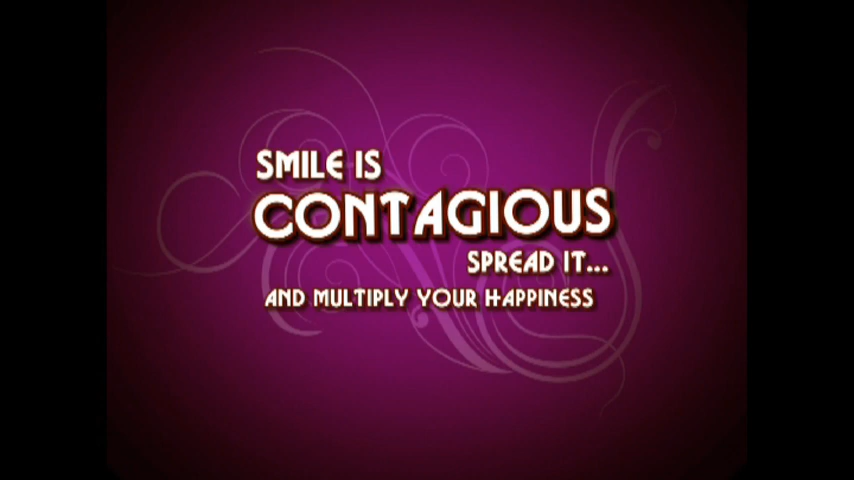 SMILE IS
CONTAGIOUS
SPREAD IT...
AND MULTIPLY YOUR HAPPINESS